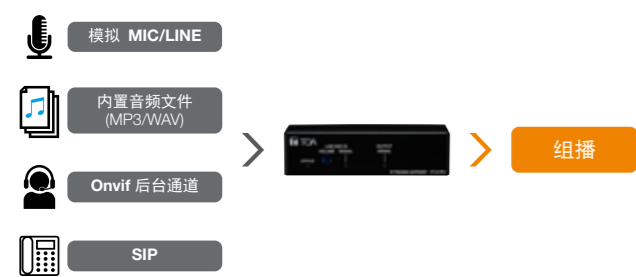 模拟 MIC/LINE
内置音频文件
(MP3/WAV)
Onvif 后台通道
SIP
TOA
组播